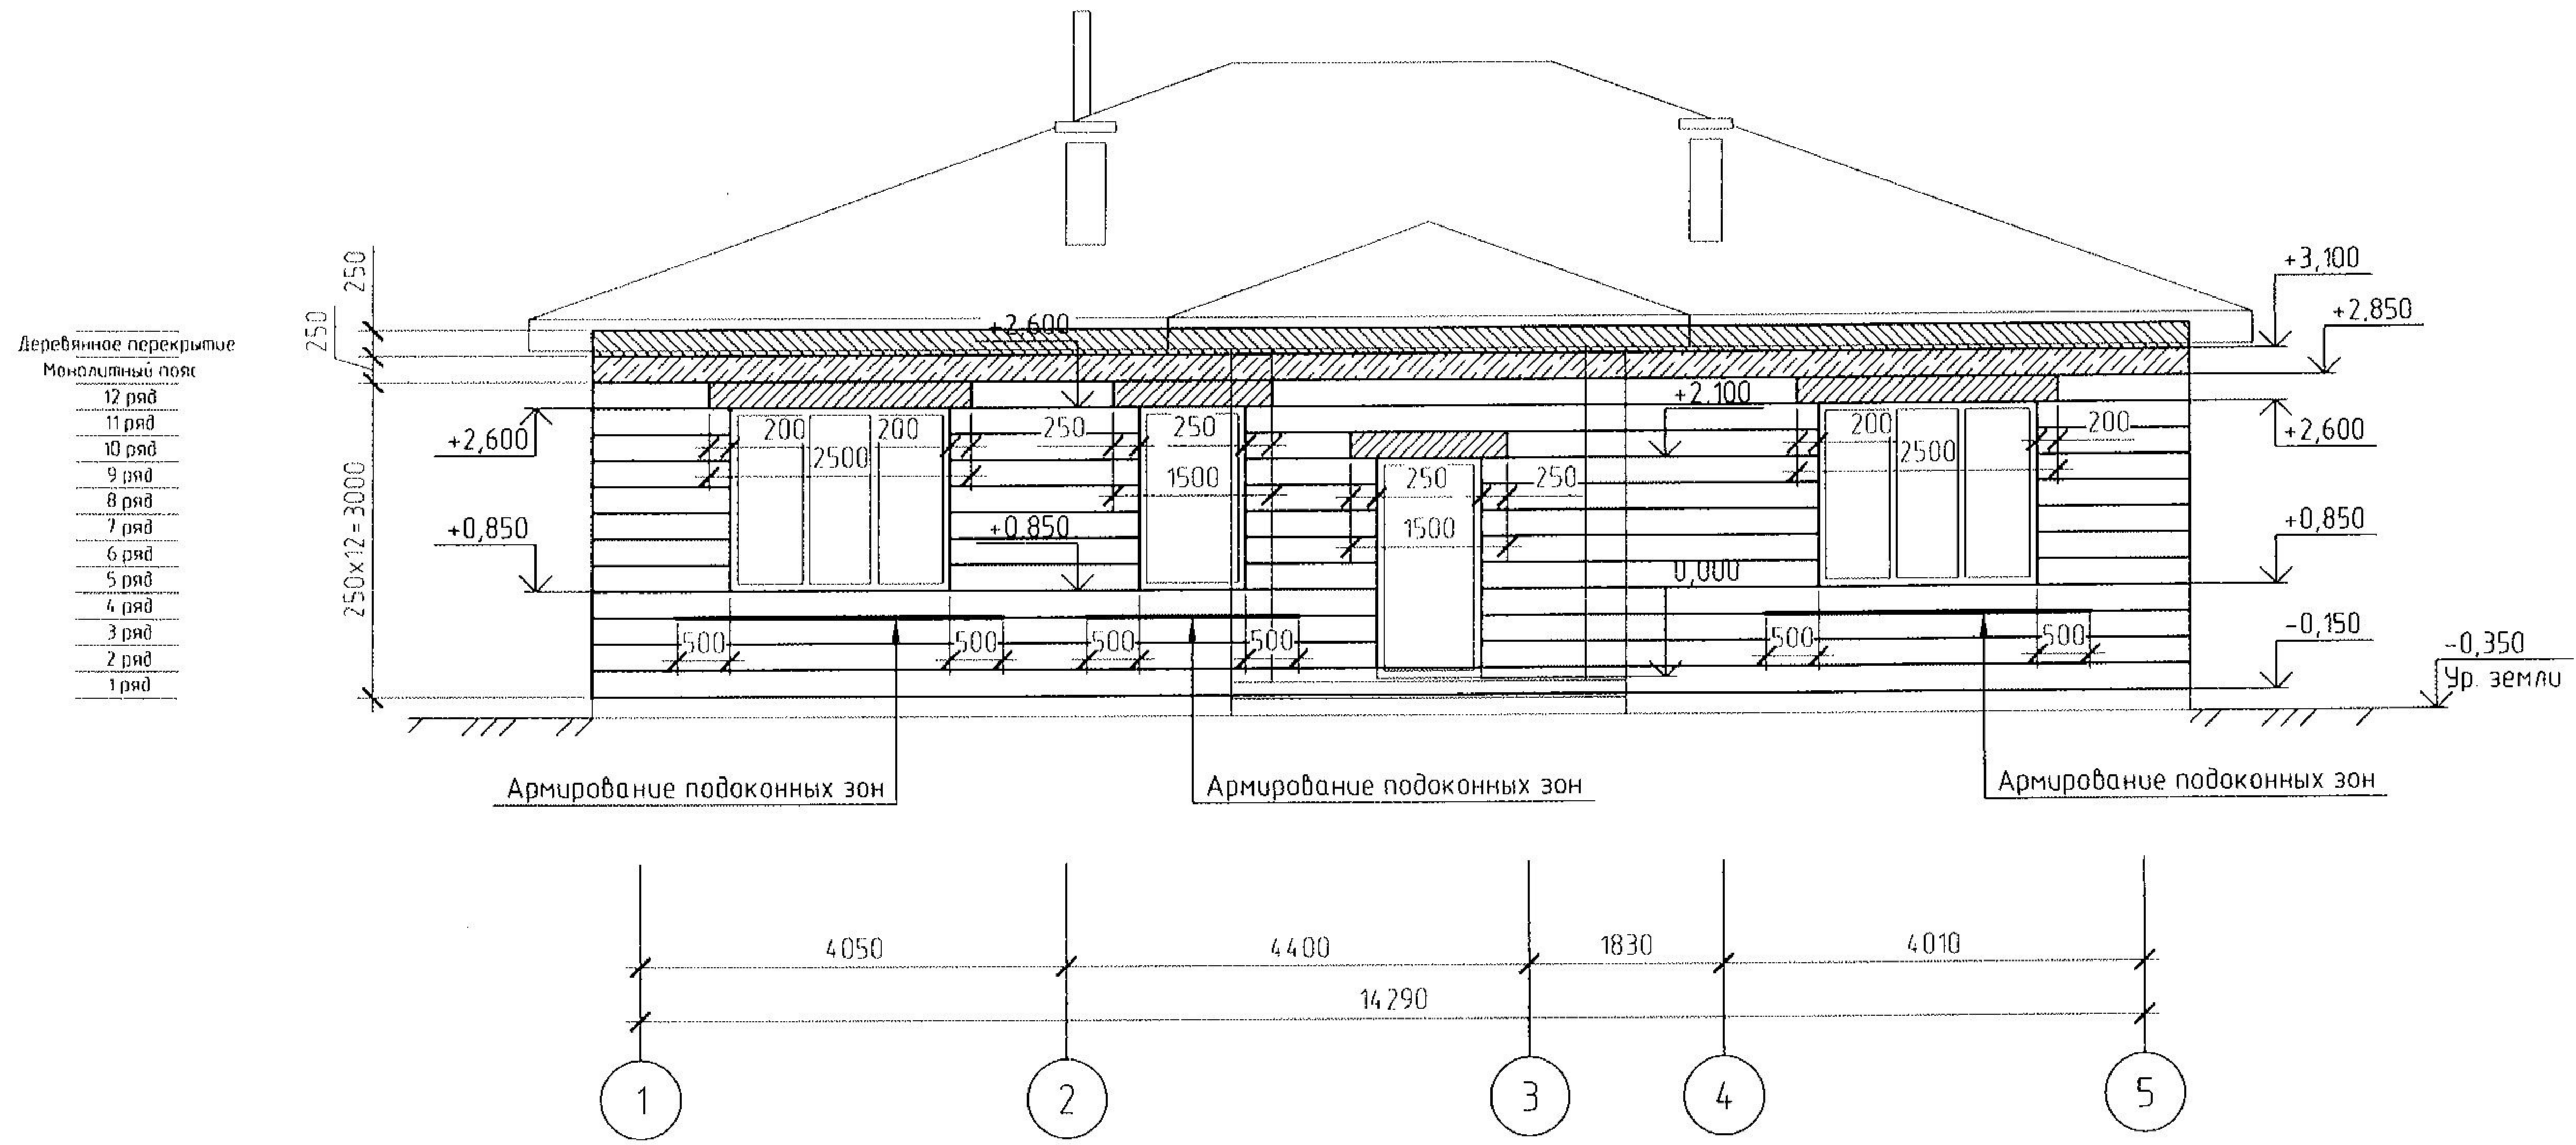 250
+3,100
250
+2,850
+2,600
Деревянное перекрытие
Монолитный пояс
12 ряд
11 ряд
10 ряд
9 ряд
8 ряд
7 ряд
6 ряд
5 ряд
4 ряд
3 ряд
2 ряд
1 ряд
250х12=3000
+2,600
+0,850
200
200
2500
250
250
1500
+0,850
250
250
1500
+2,100
0,000
200
200
2500
+2,600
+0,850
-0,150
-0,350
Ур. земли
500
500
500
500
500
500
Армирование подоконных зон
Армирование подоконных зон
Армирование подоконных зон
4050
4400
1830
4010
14290
1
2
3
4
5